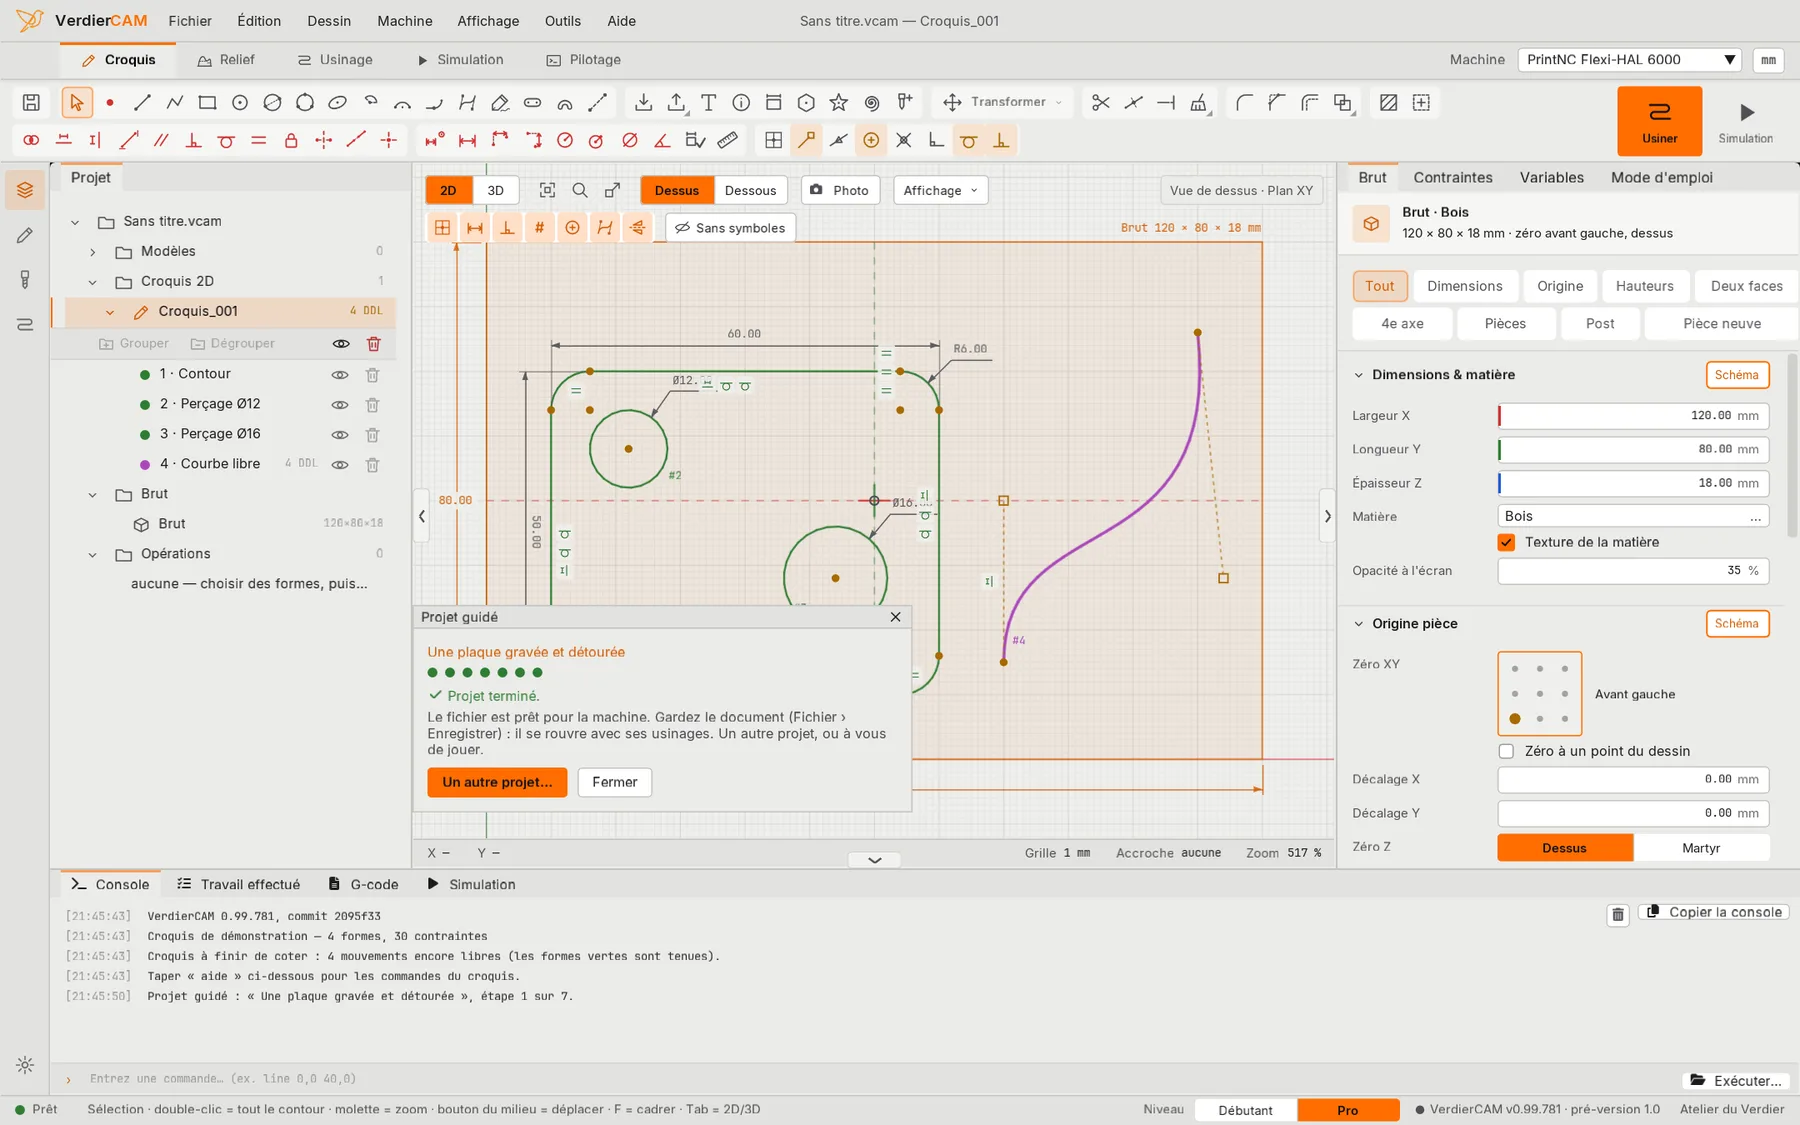 VerdierCAM
Fichier Édition Dessin Machine Affichage Outils Aide
Sans titre.vcam — Croquis_001
Croquis Relief Usinage Simulation Pilotage
Machine PrintNC Flexi-HAL 6000 mm
Transformer
Usiner
Simulation
Projet
Sans titre.vcam
Modèles 0
Croquis 2D 1
Croquis_001 4 DDL
Grouper Dégrouper
1 · Contour
2 · Perçage Ø12
3 · Perçage Ø16
4 · Courbe libre 4 DDL
Brut
Brut 120×80×18
Opérations 0
aucune — choisir des formes, puis...
2D 3D Dessus Dessous Photo Affichage Vue de dessus · Plan XY
# Sans symboles
Brut 120 × 80 × 18 mm
60.00
R6.00
Ø12.
#2
80.00
Ø16.
50.00
#4
Projet guidé
Une plaque gravée et détourée
Projet terminé.
Le fichier est prêt pour la machine. Gardez le document (Fichier ›
Enregistrer) : il se rouvre avec ses usinages. Un autre projet, ou à vous
de jouer.
Un autre projet... Fermer
X — Y — Grille 1 mm Accroche aucune Zoom 517 %
Brut Contraintes Variables Mode d'emploi
Brut · Bois
120 × 80 × 18 mm · zéro avant gauche, dessus
Tout Dimensions Origine Hauteurs Deux faces
4e axe Pièces Post Pièce neuve
Dimensions & matière Schéma
Largeur X 120.00 mm
Longueur Y 80.00 mm
Épaisseur Z 18.00 mm
Matière Bois ...
Texture de la matière
Opacité à l'écran 35 %
Origine pièce Schéma
Zéro XY
Avant gauche
Zéro à un point du dessin
Décalage X 0.00 mm
Décalage Y 0.00 mm
Zéro Z Dessus Martyr
Console Travail effectué G-code Simulation
Copier la console
[21:45:43] VerdierCAM 0.99.781, commit 2095f33
[21:45:43] Croquis de démonstration — 4 formes, 30 contraintes
[21:45:43] Croquis à finir de coter : 4 mouvements encore libres (les formes vertes sont tenues).
[21:45:43] Taper « aide » ci-dessous pour les commandes du croquis.
[21:45:50] Projet guidé : « Une plaque gravée et détourée », étape 1 sur 7.
› Entrez une commande… (ex. line 0,0 40,0)
Exécuter...
Prêt Sélection · double-clic = tout le contour · molette = zoom · bouton du milieu = déplacer · F = cadrer · Tab = 2D/3D
Niveau Débutant Pro VerdierCAM v0.99.781 · pré-version 1.0 Atelier du Verdier